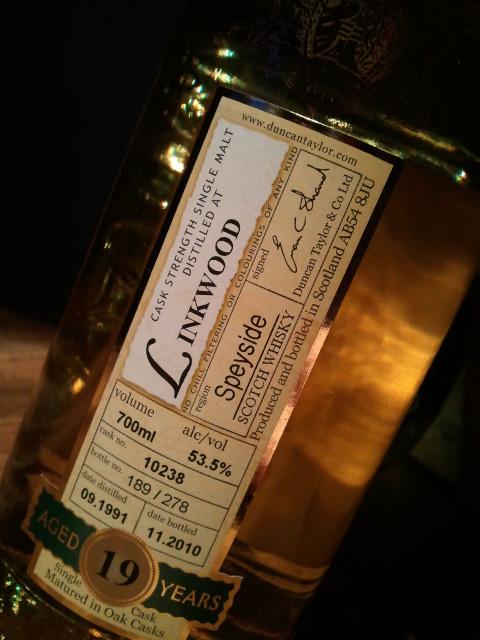 www.duncantaylor.com
CASK STRENGTH SINGLE MALT
DISTILLED AT
LINKWOOD
NO CHILL FILTERING OR COLOURINGS OF ANY KIND
region
Speyside
SCOTCH WHISKY
signed
Duncan Taylor & Co Ltd
Produced and bottled in Scotland AB54 8JU
volume
700ml
alc/vol
53.5%
cask no.
10238
bottle no.
189 / 278
date distilled
09.1991
date bottled
11.2010
AGED
19
YEARS
Single Cask
Matured in Oak Casks